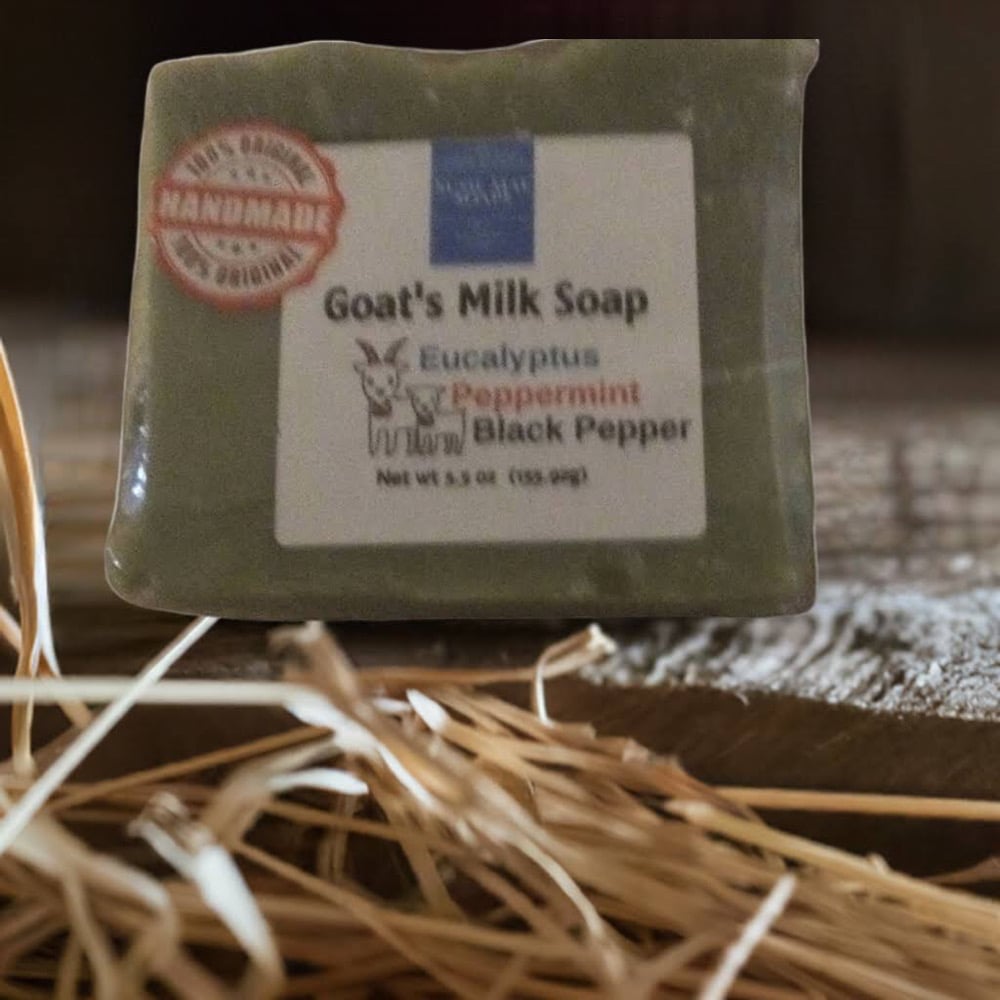 100% ORIGINAL
HANDMADE
100% ORIGINAL
Goat's Milk Soap
Eucalyptus
Peppermint
Black Pepper
Net wt 5.5 oz (155.92g)